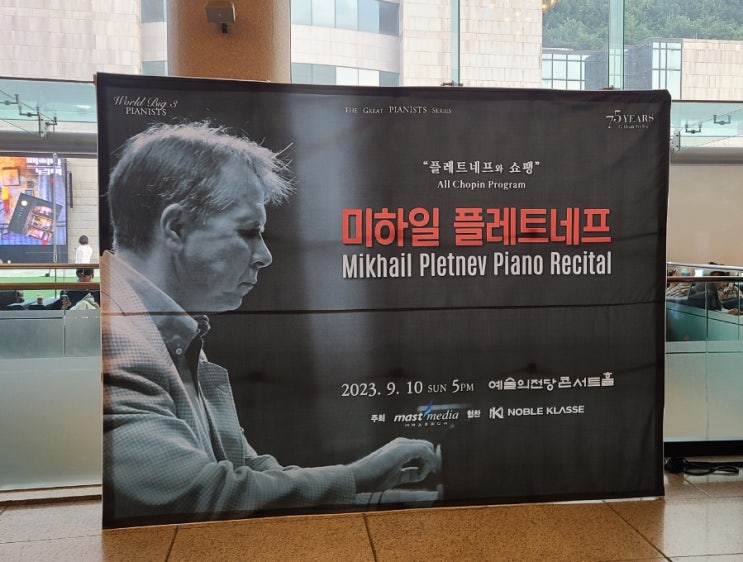 World Big 3
PIANISTS
THE GREAT PIANISTS SERIES
75 YEARS
"플레트네프와 쇼팽"
All Chopin Program
미하일 플레트네프
Mikhail Pletnev Piano Recital
2023. 9. 10 SUN 5PM 예술의전당 콘서트홀
주최 mast media 협찬 NK NOBLE KLASSE